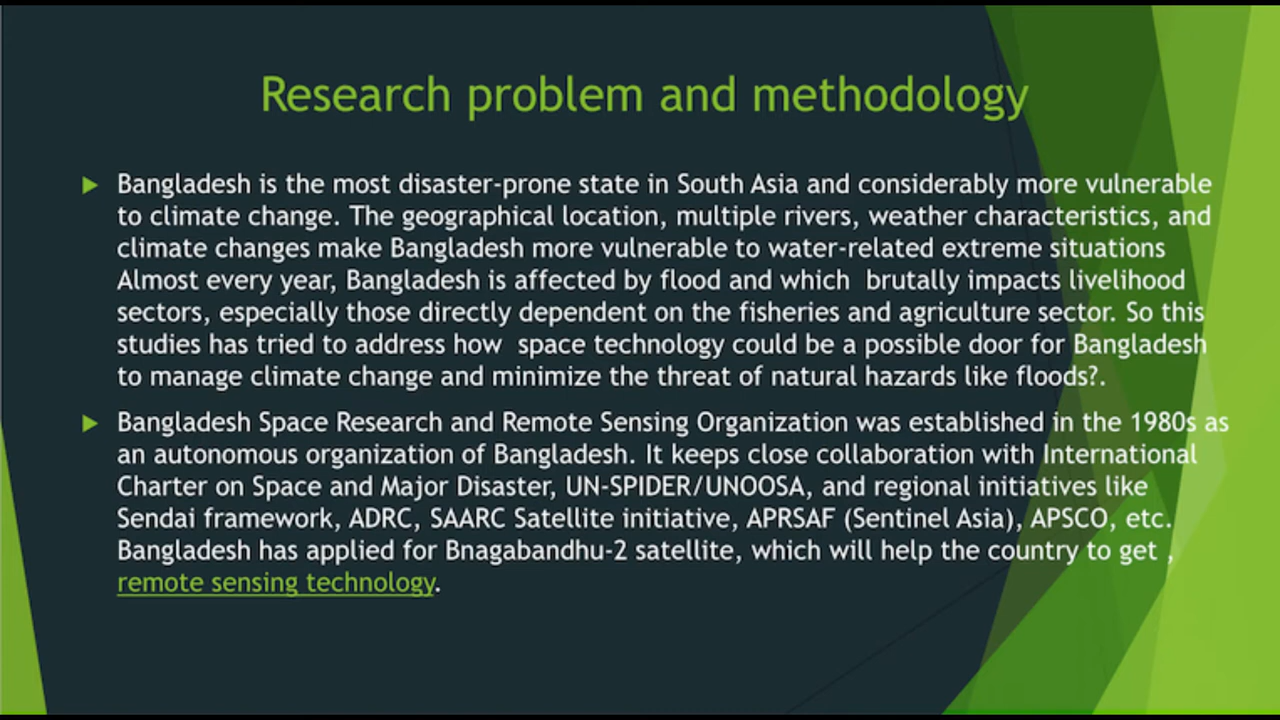 Research problem and methodology
Bangladesh is the most disaster-prone state in South Asia and considerably more vulnerable
to climate change. The geographical location, multiple rivers, weather characteristics, and
climate changes make Bangladesh more vulnerable to water-related extreme situations
Almost every year, Bangladesh is affected by flood and which brutally impacts livelihood
sectors, especially those directly dependent on the fisheries and agriculture sector. So this
studies has tried to address how space technology could be a possible door for Bangladesh
to manage climate change and minimize the threat of natural hazards like floods?.
Bangladesh Space Research and Remote Sensing Organization was established in the 1980s as
an autonomous organization of Bangladesh. It keeps close collaboration with International
Charter on Space and Major Disaster, UN-SPIDER/UNOOSA, and regional initiatives like
Sendai framework, ADRC, SAARC Satellite initiative, APRSAF (Sentinel Asia), APSCO, etc.
Bangladesh has applied for Bnagabandhu-2 satellite, which will help the country to get ,
remote sensing technology.